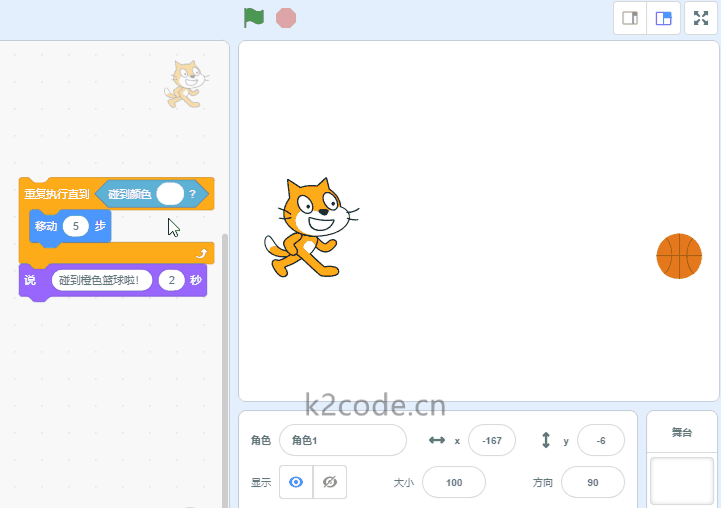 重复执行直到 碰到颜色 ?
移动 5 步
说 碰到橙色篮球啦! 2 秒
k2code.cn
角色 角色1 x -167 y -6
显示 大小 100 方向 90
舞台